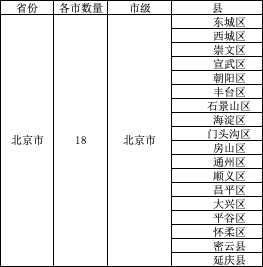 省份 各市数量 市级 县
北京市 18 北京市
东城区
西城区
崇文区
宣武区
朝阳区
丰台区
石景山区
海淀区
门头沟区
房山区
通州区
顺义区
昌平区
大兴区
平谷区
怀柔区
密云县
延庆县